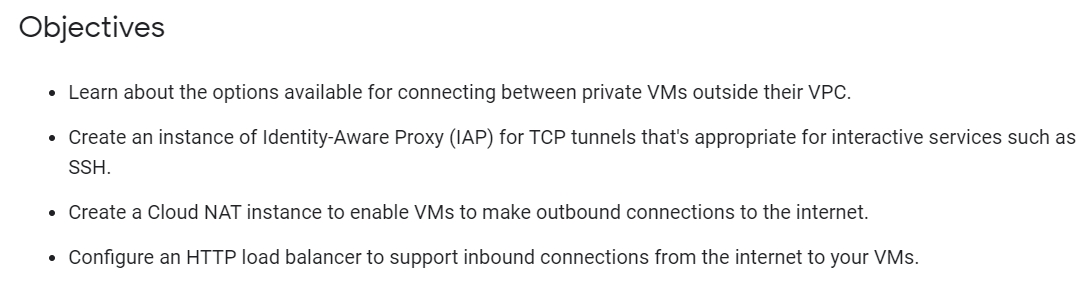 Objectives
• Learn about the options available for connecting between private VMs outside their VPC.
• Create an instance of Identity-Aware Proxy (IAP) for TCP tunnels that's appropriate for interactive services such as
SSH.
• Create a Cloud NAT instance to enable VMs to make outbound connections to the internet.
• Configure an HTTP load balancer to support inbound connections from the internet to your VMs.